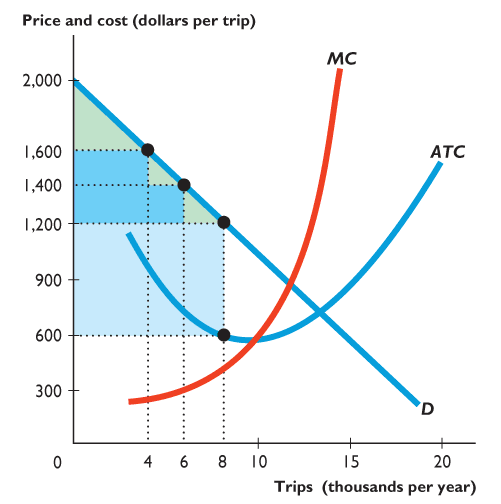 Price and cost (dollars per trip)
MC
2,000
1,600
ATC
1,400
1,200
900
600
300
D
0 4 6 8 10 15 20
Trips (thousands per year)